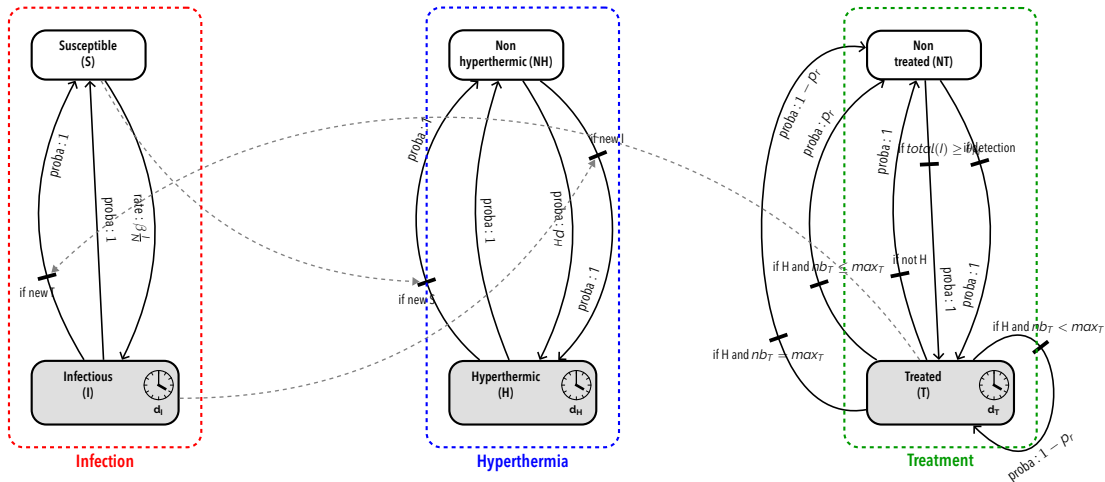 Susceptible
(S)
proba : 1
proba : 1
rate : β I/N
if new T
Infectious
(I)
d_I
Infection
Non
hyperthermic (NH)
proba : 1
proba : 1
proba : p_H
proba : 1
if new I
if new S
Hyperthermic
(H)
d_H
Hyperthermia
Non
treated (NT)
proba : 1 − p_r
proba : p_r
proba : 1
if detection
if H and nb_T ≤ max_T
if not H
proba : 1
proba : 1
if H and nb_T = max_T
if H and nb_T < max_T
Treated
(T)
d_T
proba : 1 − p_r
Treatment